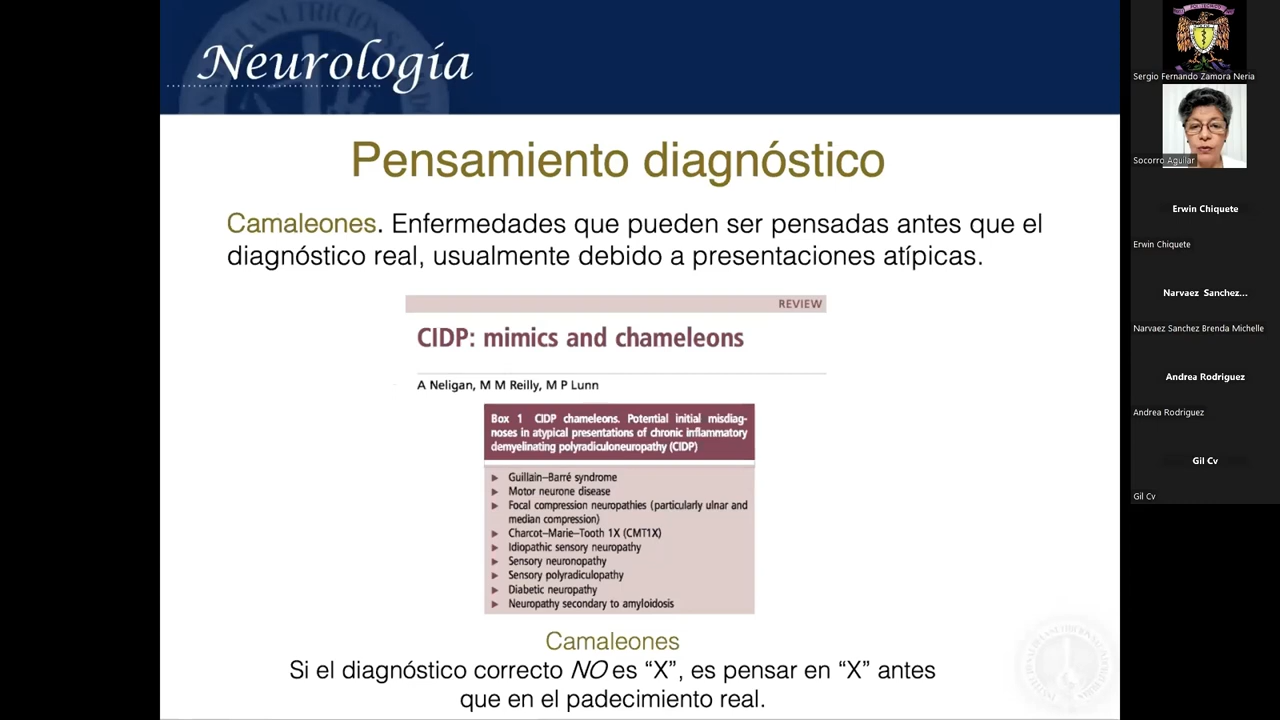 Neurología
Pensamiento diagnóstico
Camaleones. Enfermedades que pueden ser pensadas antes que el
diagnóstico real, usualmente debido a presentaciones atípicas.
REVIEW
CIDP: mimics and chameleons
A Neligan, M M Reilly, M P Lunn
Box 1 CIDP chameleons. Potential initial misdiag-
noses in atypical presentations of chronic inflammatory
demyelinating polyradiculoneuropathy (CIDP)
Guillain–Barré syndrome
Motor neurone disease
Focal compression neuropathies (particularly ulnar and
median compression)
Charcot–Marie–Tooth 1X (CMT1X)
Idiopathic sensory neuropathy
Sensory neuronopathy
Sensory polyradiculopathy
Diabetic neuropathy
Neuropathy secondary to amyloidosis
Camaleones
Si el diagnóstico correcto NO es “X”, es pensar en “X” antes
que en el padecimiento real.
Sergio Fernando Zamora Neria
Socorro Aguilar
Erwin Chiquete
Erwin Chiquete
Narvaez Sanchez...
Narvaez Sanchez Brenda Michelle
Andrea Rodriguez
Andrea Rodriguez
Gil Cv
Gil Cv